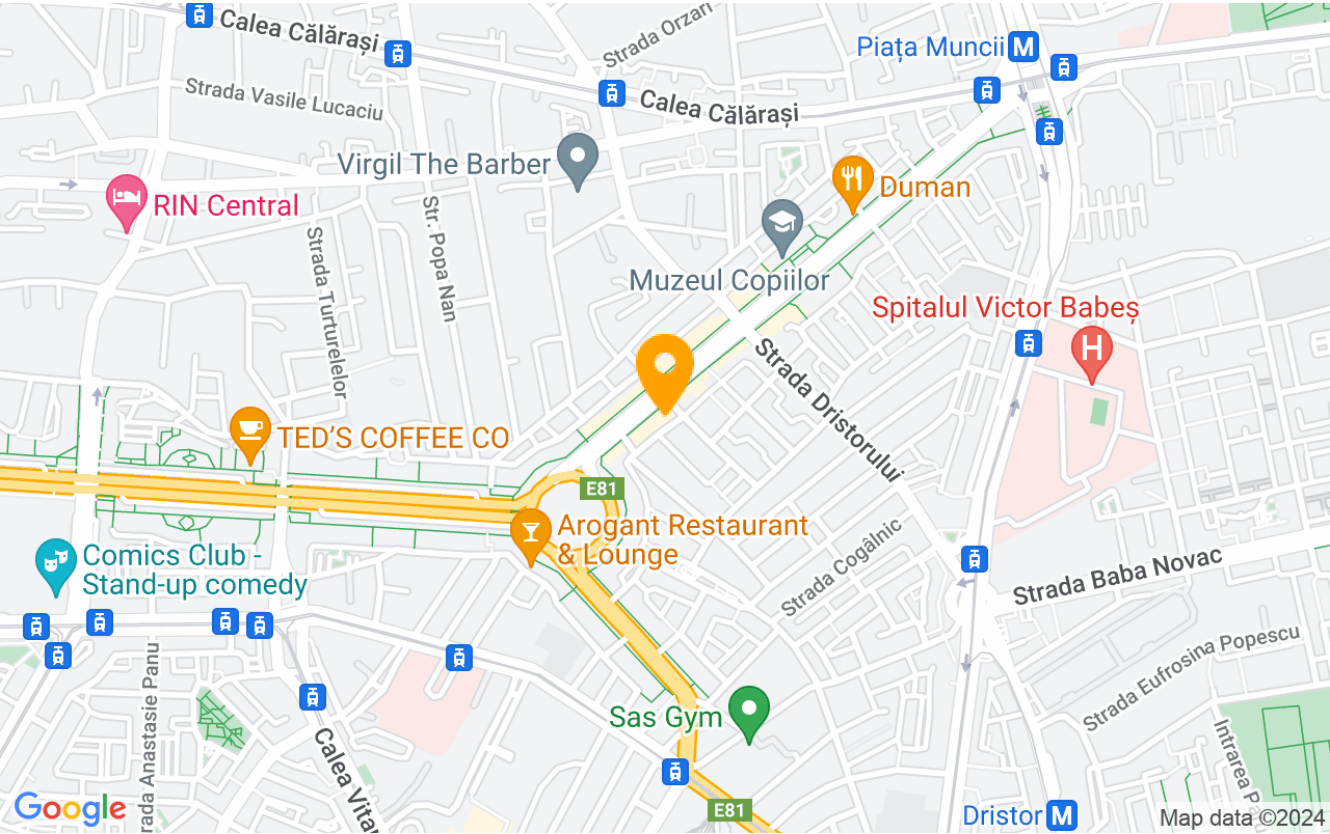 Calea Călărași
Strada Orzari
Piața Muncii M
Strada Vasile Lucaciu
Calea Călărași
Virgil The Barber
Duman
RIN Central
Str. Popa Nan
Strada Turturelelor
Muzeul Copiilor
Spitalul Victor Babeș
H
Strada Dristorului
TED'S COFFEE CO
E81
Arogant Restaurant
& Lounge
Strada Cogâlnic
Comics Club -
Stand-up comedy
Strada Baba Novac
Strada Eufrosina Popescu
rada Anastasie Panu
Sas Gym
Calea Vita
Intrarea P
Google
E81
Dristor M
Map data ©2024